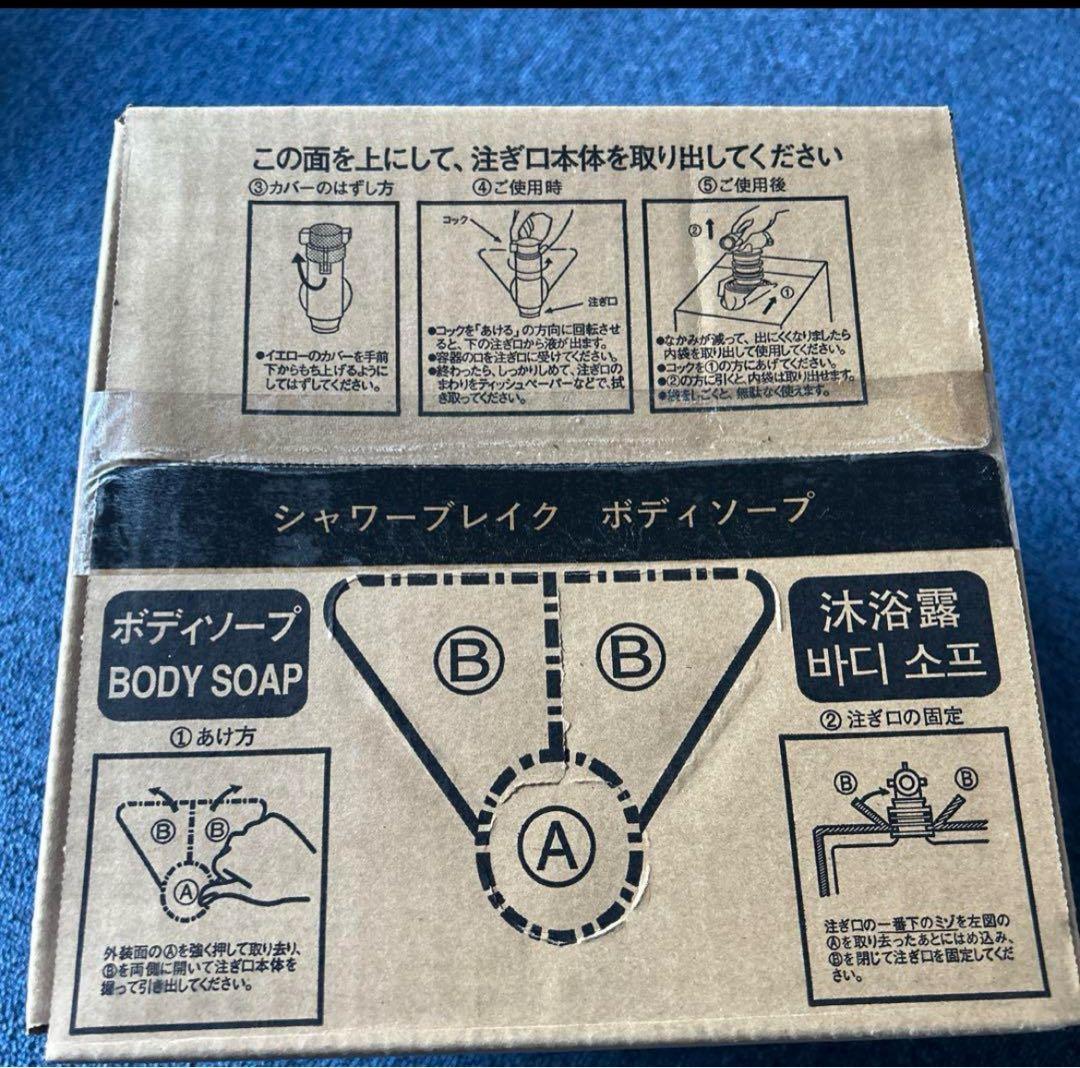 この面を上にして、注ぎ口本体を取り出してください
③カバーのはずし方
●イエローのカバーを手前
下からもち上げるように
してはずしてください。
④ご使用時
コック
注ぎ口
●コックを「あける」の方向に回転させ
ると、下の注ぎ口から液が出ます。
●容器の口を注ぎ口に受けてください。
●終わったら、しっかりしめて、注ぎ口の
まわりをティッシュペーパーなどで、拭
き取ってください。
⑤ご使用後
②
①
●なかみが減って、出にくくなりましたら
内袋を取り出して使用してください。
●コックを①の方にあげてください。
●②の方に引くと、内袋は取り出せます。
●袋をしごくと、無駄なく使えます。
シャワーブレイク ボディソープ
ボディソープ
BODY SOAP
Ⓑ Ⓑ
Ⓐ
沐浴露
바디 소프
①あけ方
Ⓑ Ⓑ
Ⓐ
外装面のⒶを強く押して取り去り、
Ⓑを両側に開いて注ぎ口本体を
握って引き出してください。
②注ぎ口の固定
Ⓑ Ⓑ
注ぎ口の一番下のミゾを左図の
Ⓐを取り去ったあとにはめ込み、
Ⓑを閉じて注ぎ口を固定してくだ
さい。